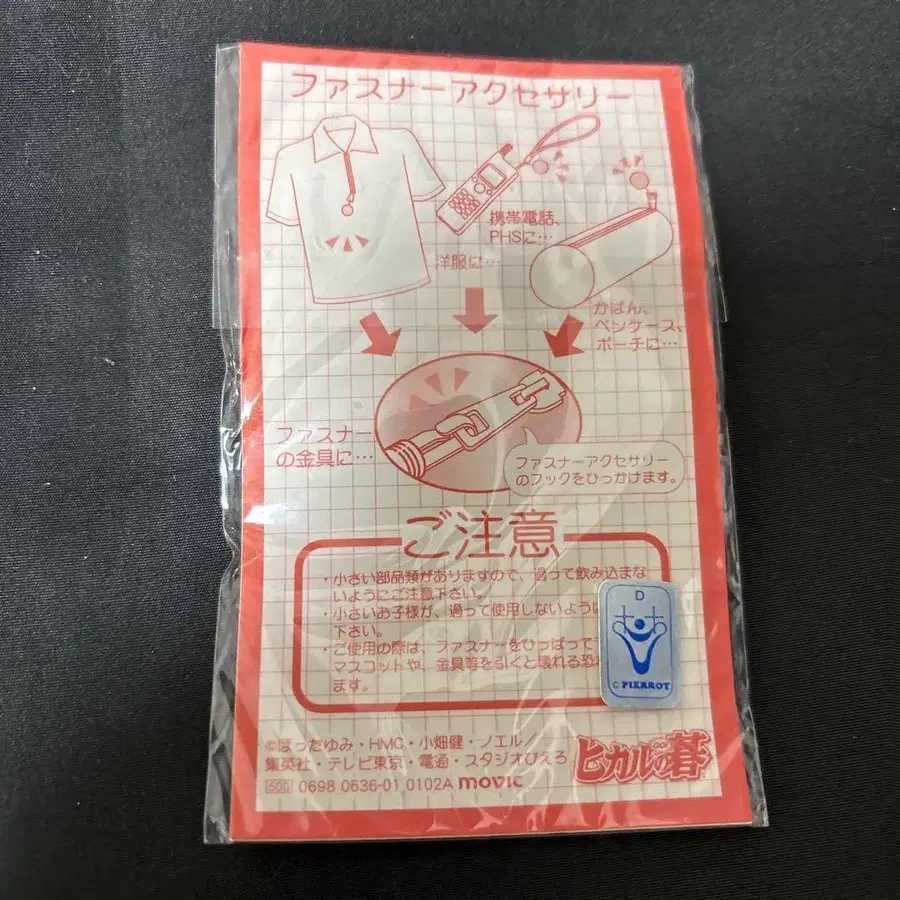 ファスナーアクセサリー
携帯電話、
PHSに…
洋服に…
かばん、
ペンケース、
ポーチに…
ファスナー
の金具に…
ファスナーアクセサリー
のフックをひっかけます。
ご注意
・小さい部品類がありますので、過って飲み込まな
いようにご注意下さい。
・小さいお子様が、過って使用しないように
下さい。
・ご使用の際は、ファスナーをひっぱって
マスコットや、金具等を引くと壊れる恐
ます。
D
© PIERROT
©ほったゆみ・HMC・小畑健・ノエル/
集英社・テレビ東京・電通・スタジオぴえろ
ヒカルの碁
500 0698 0636-01 0102A movic